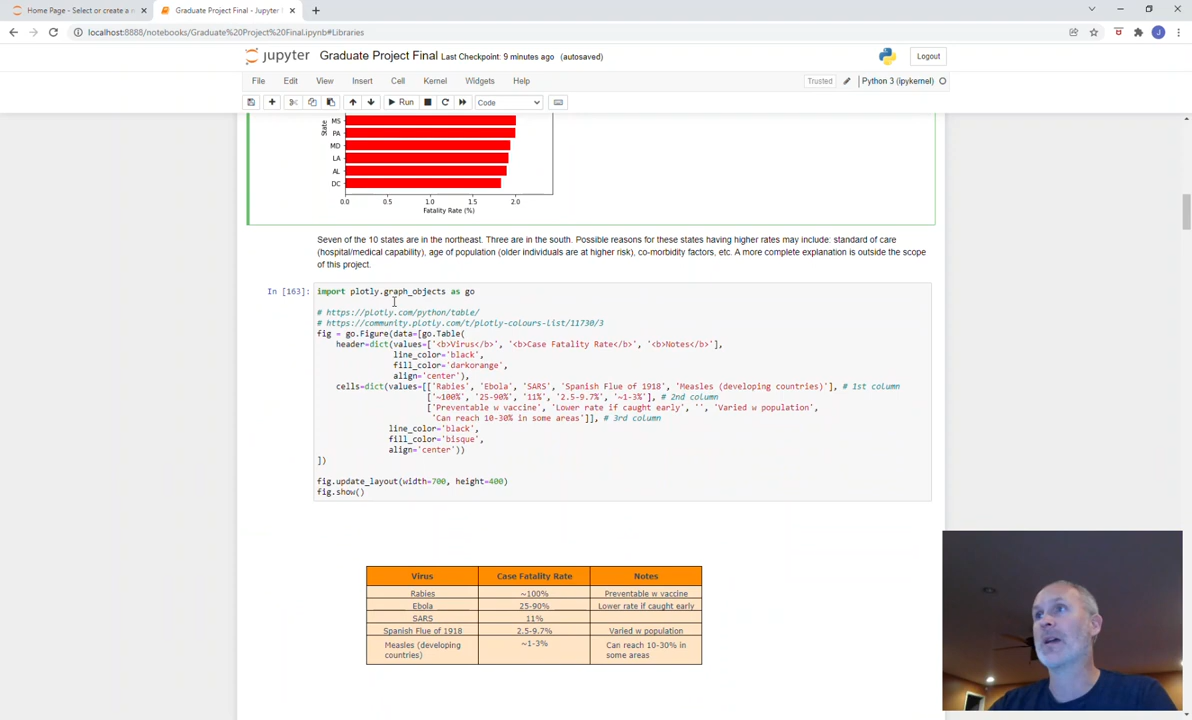 Home Page - Select or create a n
Graduate Project Final - Jupyter
localhost:8888/notebooks/Graduate%20Project%20Final.ipynb#Libraries
jupyter Graduate Project Final Last Checkpoint: 9 minutes ago (autosaved)
Logout
File Edit View Insert Cell Kernel Widgets Help
Trusted
Python 3 (ipykernel)
Run
Code
State
MS
PA
MD
LA
AL
DC
0.0 0.5 1.0 1.5 2.0
Fatality Rate (%)
Seven of the 10 states are in the northeast. Three are in the south. Possible reasons for these states having higher rates may include: standard of care
(hospital/medical capability), age of population (older individuals are at higher risk), co-morbidity factors, etc. A more complete explanation is outside the scope
of this project.
In [163]:
import plotly.graph_objects as go
# https://plotly.com/python/table/
# https://community.plotly.com/t/plotly-colours-list/11730/3
fig = go.Figure(data=[go.Table(
header=dict(values=['<b>Virus</b>', '<b>Case Fatality Rate</b>', '<b>Notes</b>'],
line_color='black',
fill_color='darkorange',
align='center'),
cells=dict(values=[['Rabies', 'Ebola', 'SARS', 'Spanish Flue of 1918', 'Measles (developing countries)'], # 1st column
['~100%', '25-90%', '11%', '2.5-9.7%', '~1-3%'], # 2nd column
['Preventable w vaccine', 'Lower rate if caught early', '', 'Varied w population',
'Can reach 10-30% in some areas']], # 3rd column
line_color='black',
fill_color='bisque',
align='center'))
])
fig.update_layout(width=700, height=400)
fig.show()
Virus Case Fatality Rate Notes
Rabies ~100% Preventable w vaccine
Ebola 25-90% Lower rate if caught early
SARS 11%
Spanish Flue of 1918 2.5-9.7% Varied w population
Measles (developing ~1-3% Can reach 10-30% in
countries) some areas
J